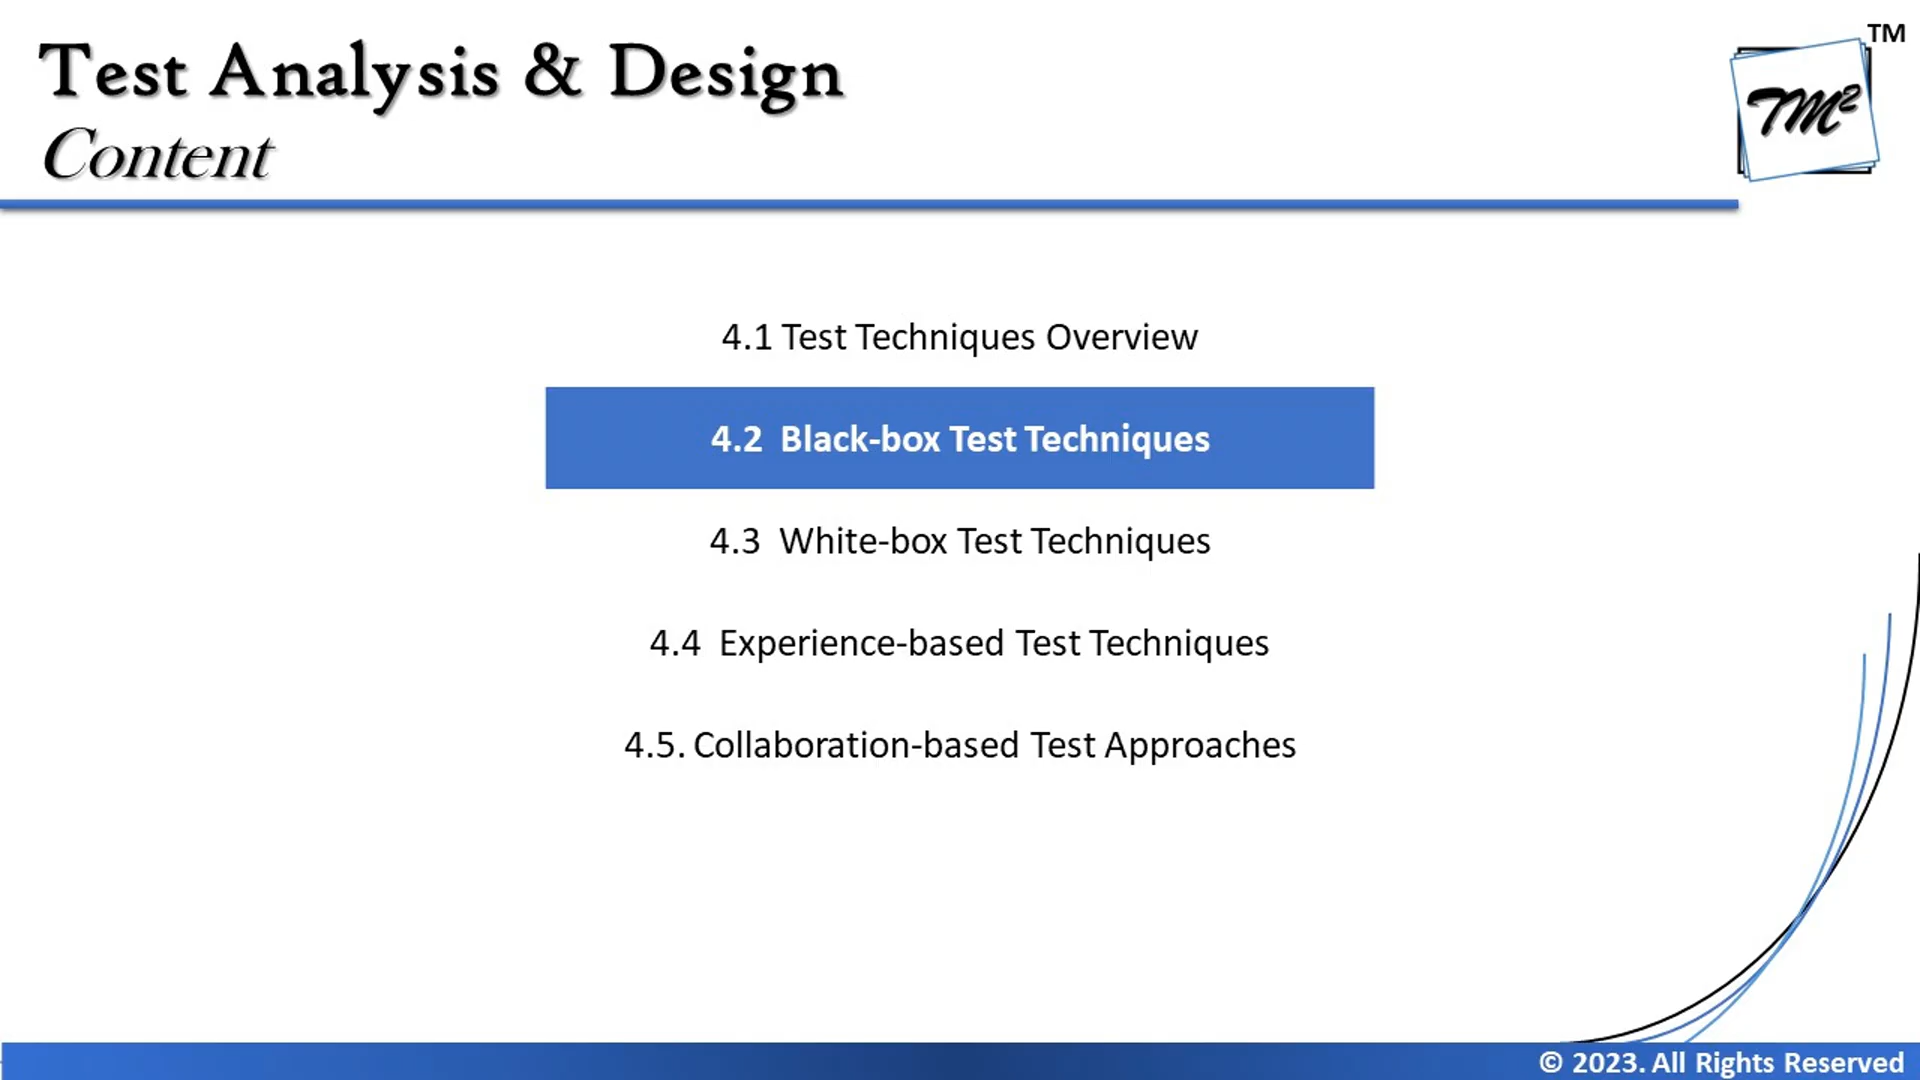 Test Analysis & Design
Content
TM
TM²
4.1 Test Techniques Overview
4.2 Black-box Test Techniques
4.3 White-box Test Techniques
4.4 Experience-based Test Techniques
4.5. Collaboration-based Test Approaches
© 2023. All Rights Reserved